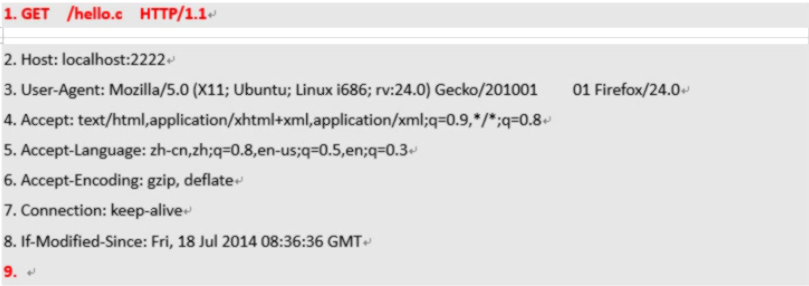 1. GET /hello.c HTTP/1.1
2. Host: localhost:2222
3. User-Agent: Mozilla/5.0 (X11; Ubuntu; Linux i686; rv:24.0) Gecko/201001 01 Firefox/24.0
4. Accept: text/html,application/xhtml+xml,application/xml;q=0.9,*/*;q=0.8
5. Accept-Language: zh-cn,zh;q=0.8,en-us;q=0.5,en;q=0.3
6. Accept-Encoding: gzip, deflate
7. Connection: keep-alive
8. If-Modified-Since: Fri, 18 Jul 2014 08:36:36 GMT
9.